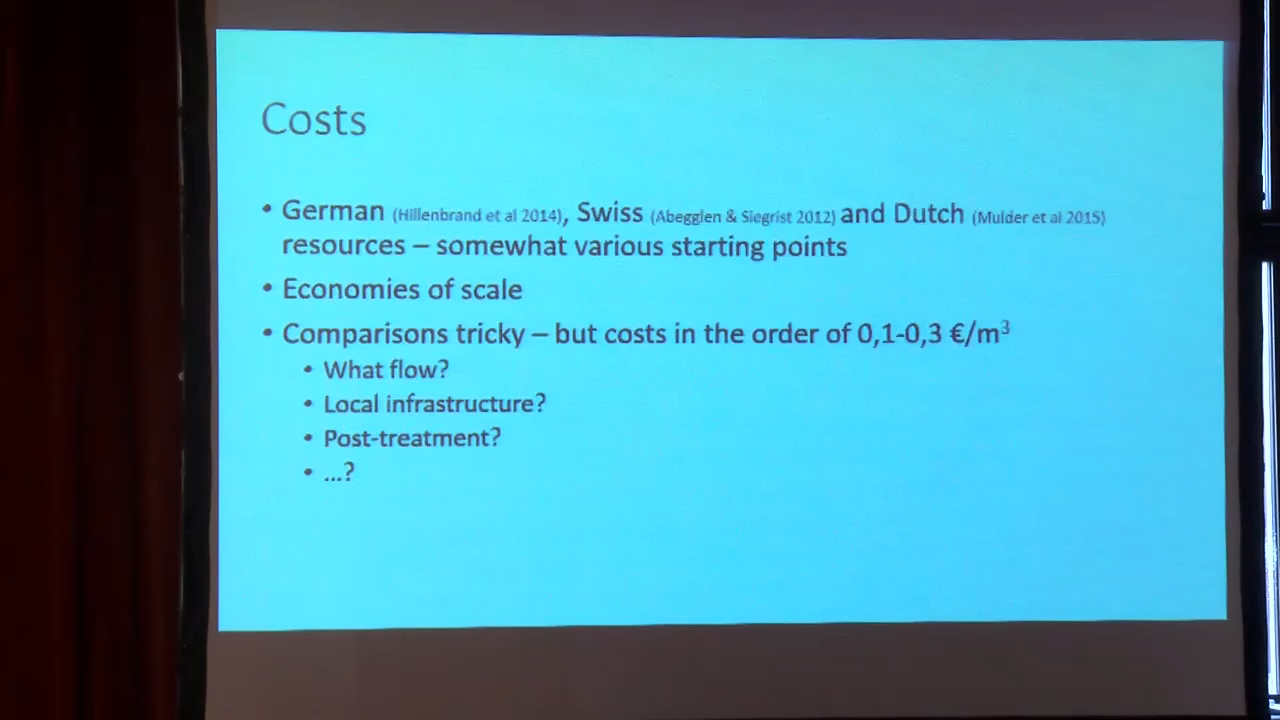 Costs
• German (Hillenbrand et al 2014), Swiss (Abegglen & Siegrist 2012) and Dutch (Mulder et al 2015)
resources – somewhat various starting points
• Economies of scale
• Comparisons tricky – but costs in the order of 0,1-0,3 €/m³
• What flow?
• Local infrastructure?
• Post-treatment?
• ...?